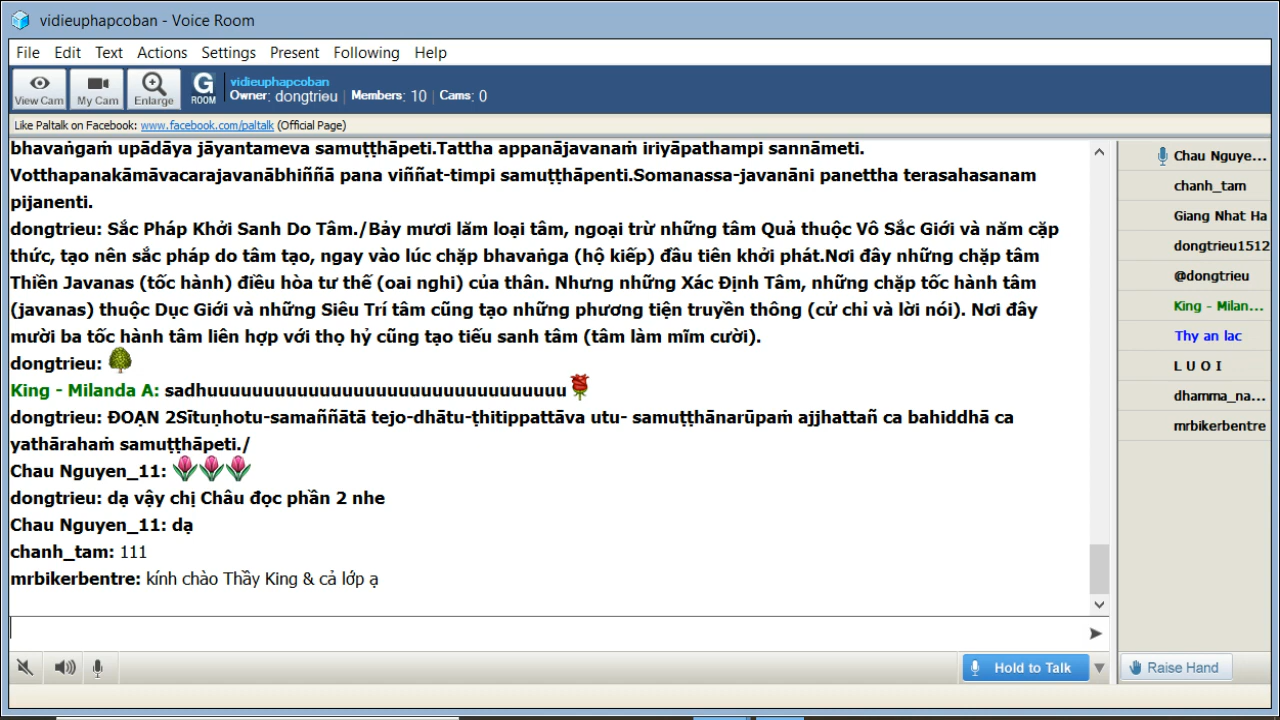 vidieuphapcoban - Voice Room
File Edit Text Actions Settings Present Following Help
View Cam My Cam Enlarge G ROOM
vidieuphapcoban
Owner: dongtrieu | Members: 10 | Cams: 0
Like Paltalk on Facebook: www.facebook.com/paltalk (Official Page)
bhavaṅgaṁ upādāya jāyantameva samuṭṭhāpeti.Tattha appanājavanaṁ iriyāpathampi sannāmeti.
Votthapanakāmāvacarajavanābhiññā pana viññat-timpi samuṭṭhāpenti.Somanassa-javanāni panettha terasahasanam
pijanenti.
dongtrieu: Sắc Pháp Khởi Sanh Do Tâm./Bảy mươi lăm loại tâm, ngoại trừ những tâm Quả thuộc Vô Sắc Giới và năm cặp
thức, tạo nên sắc pháp do tâm tạo, ngay vào lúc chặp bhavaṅga (hộ kiếp) đầu tiên khởi phát.Nơi đây những chặp tâm
Thiền Javanas (tốc hành) điều hòa tư thế (oai nghi) của thân. Nhưng những Xác Định Tâm, những chặp tốc hành tâm
(javanas) thuộc Dục Giới và những Siêu Trí tâm cũng tạo những phương tiện truyền thông (cử chỉ và lời nói). Nơi đây
mười ba tốc hành tâm liên hợp với thọ hỷ cũng tạo tiếu sanh tâm (tâm làm mĩm cười).
dongtrieu:
King - Milanda A: sadhuuuuuuuuuuuuuuuuuuuuuuuuuuuuuuuu
dongtrieu: ĐOẠN 2Sītuṇhotu-samaññātā tejo-dhātu-ṭhitippattāva utu- samuṭṭhānarūpaṁ ajjhattañ ca bahiddhā ca
yathārahaṁ samuṭṭhāpeti./
Chau Nguyen_11:
dongtrieu: dạ vậy chị Châu đọc phần 2 nhe
Chau Nguyen_11: dạ
chanh_tam: 111
mrbikerbentre: kính chào Thầy King & cả lớp ạ
Chau Nguye...
chanh_tam
Giang Nhat Ha
dongtrieu1512
@dongtrieu
King - Milan...
Thy an lac
L U O I
dhamma_na...
mrbikerbentre
Hold to Talk
Raise Hand